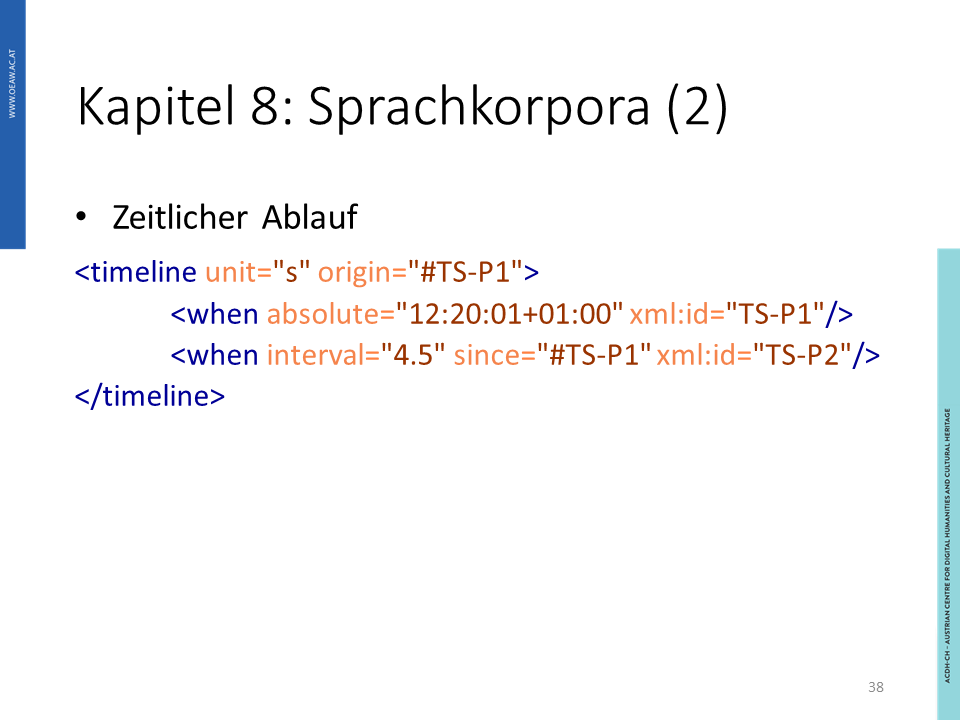 WWW.OEAW.AC.AT
Kapitel 8: Sprachkorpora (2)
• Zeitlicher Ablauf
<timeline unit="s" origin="#TS-P1">
<when absolute="12:20:01+01:00" xml:id="TS-P1"/>
<when interval="4.5" since="#TS-P1" xml:id="TS-P2"/>
</timeline>
ACDH-CH – AUSTRIAN CENTRE FOR DIGITAL HUMANITIES AND CULTURAL HERITAGE
38